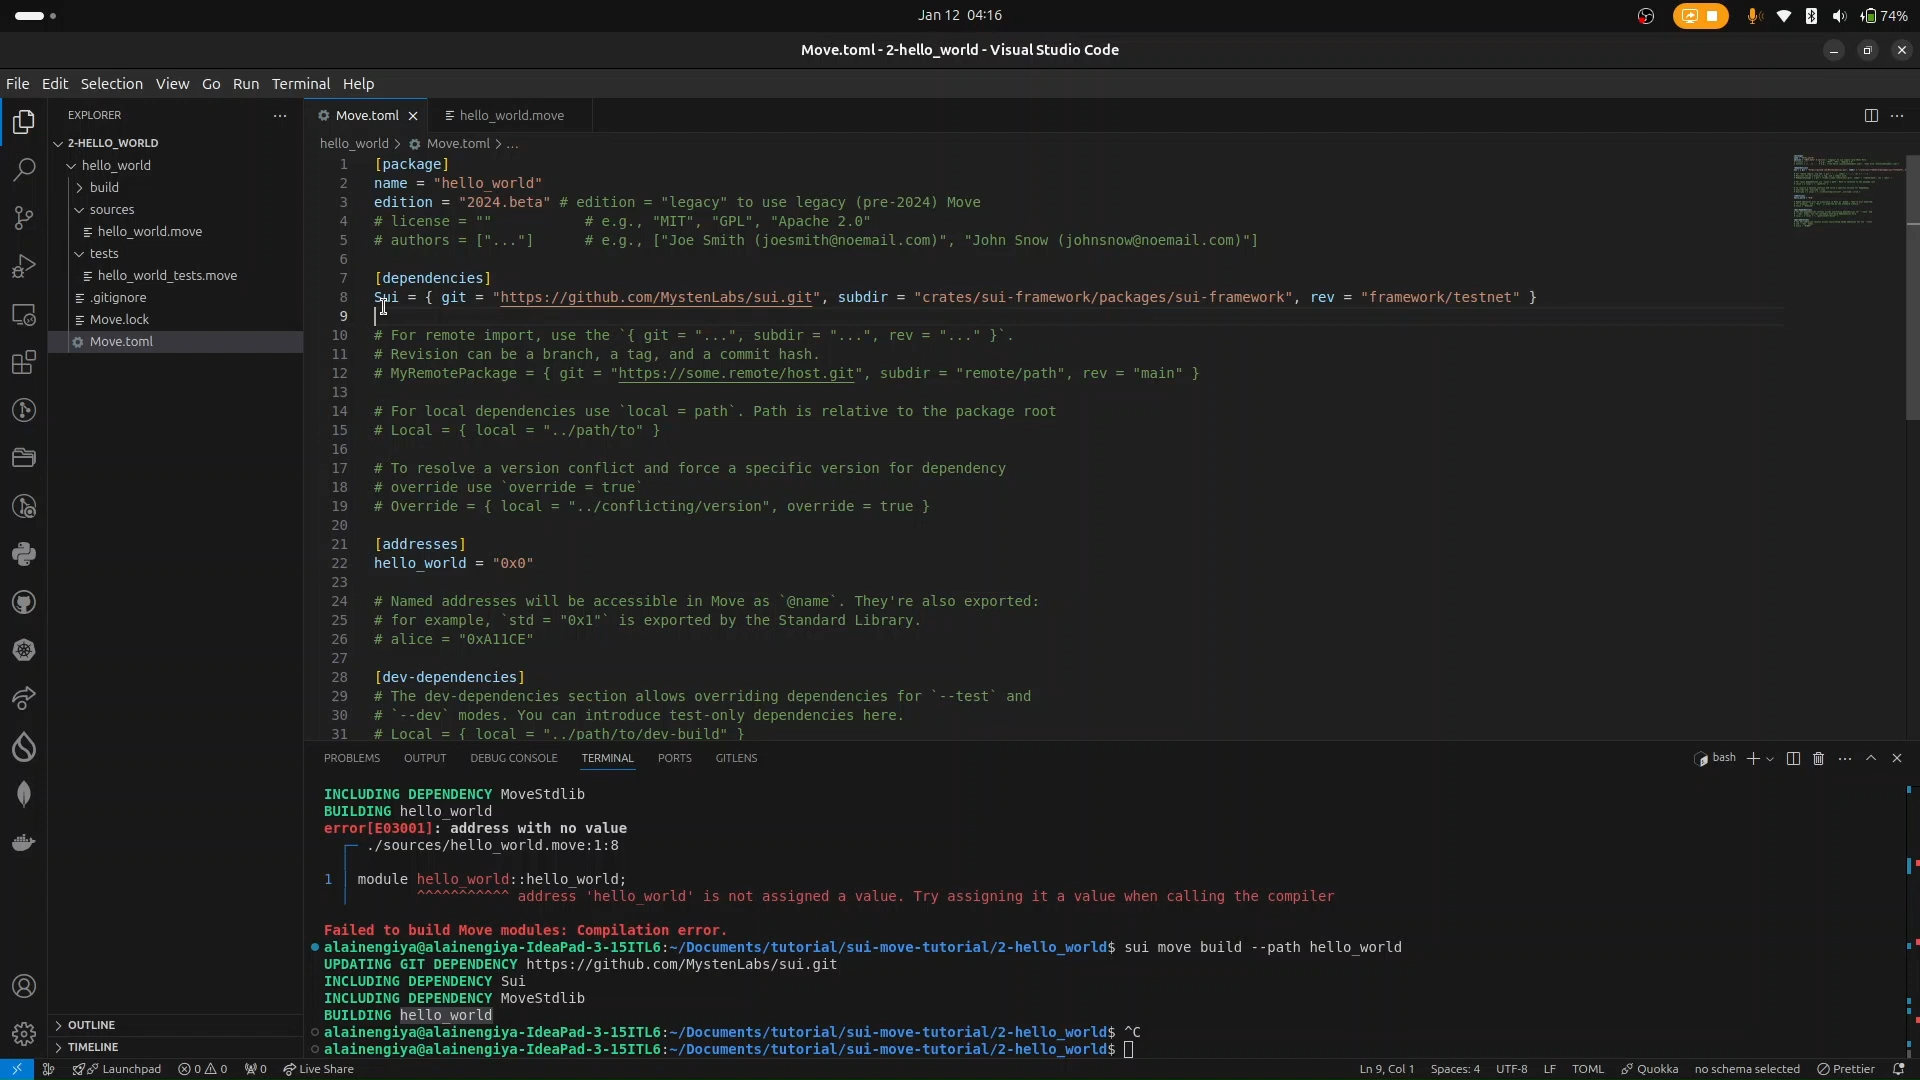 Jan 12 04:16
74%
Move.toml - 2-hello_world - Visual Studio Code
File Edit Selection View Go Run Terminal Help
EXPLORER
2-HELLO_WORLD
hello_world
build
sources
hello_world.move
tests
hello_world_tests.move
.gitignore
Move.lock
Move.toml
OUTLINE
TIMELINE
Move.toml
hello_world.move
hello_world > Move.toml > ...
1 [package]
2 name = "hello_world"
3 edition = "2024.beta" # edition = "legacy" to use legacy (pre-2024) Move
4 # license = ""           # e.g., "MIT", "GPL", "Apache 2.0"
5 # authors = ["..."]      # e.g., ["Joe Smith (joesmith@noemail.com)", "John Snow (johnsnow@noemail.com)"]
6
7 [dependencies]
8 Sui = { git = "https://github.com/MystenLabs/sui.git", subdir = "crates/sui-framework/packages/sui-framework", rev = "framework/testnet" }
9
10 # For remote import, use the `{ git = "...", subdir = "...", rev = "..." }`.
11 # Revision can be a branch, a tag, and a commit hash.
12 # MyRemotePackage = { git = "https://some.remote/host.git", subdir = "remote/path", rev = "main" }
13
14 # For local dependencies use `local = path`. Path is relative to the package root
15 # Local = { local = "../path/to" }
16
17 # To resolve a version conflict and force a specific version for dependency
18 # override use `override = true`
19 # Override = { local = "../conflicting/version", override = true }
20
21 [addresses]
22 hello_world = "0x0"
23
24 # Named addresses will be accessible in Move as `@name`. They're also exported:
25 # for example, `std = "0x1"` is exported by the Standard Library.
26 # alice = "0xA11CE"
27
28 [dev-dependencies]
29 # The dev-dependencies section allows overriding dependencies for `--test` and
30 # `--dev` modes. You can introduce test-only dependencies here.
31 # Local = { local = "../path/to/dev-build" }
PROBLEMS OUTPUT DEBUG CONSOLE TERMINAL PORTS GITLENS
bash
INCLUDING DEPENDENCY MoveStdlib
BUILDING hello_world
error[E03001]: address with no value
./sources/hello_world.move:1:8
1 module hello_world::hello_world;
^^^^^^^^^^^ address 'hello_world' is not assigned a value. Try assigning it a value when calling the compiler
Failed to build Move modules: Compilation error.
alainengiya@alainengiya-IdeaPad-3-15ITL6:~/Documents/tutorial/sui-move-tutorial/2-hello_world$ sui move build --path hello_world
UPDATING GIT DEPENDENCY https://github.com/MystenLabs/sui.git
INCLUDING DEPENDENCY Sui
INCLUDING DEPENDENCY MoveStdlib
BUILDING hello_world
alainengiya@alainengiya-IdeaPad-3-15ITL6:~/Documents/tutorial/sui-move-tutorial/2-hello_world$ ^C
alainengiya@alainengiya-IdeaPad-3-15ITL6:~/Documents/tutorial/sui-move-tutorial/2-hello_world$
Launchpad 0 0 0 Live Share Ln 9, Col 1 Spaces: 4 UTF-8 LF TOML Quokka no schema selected Prettier